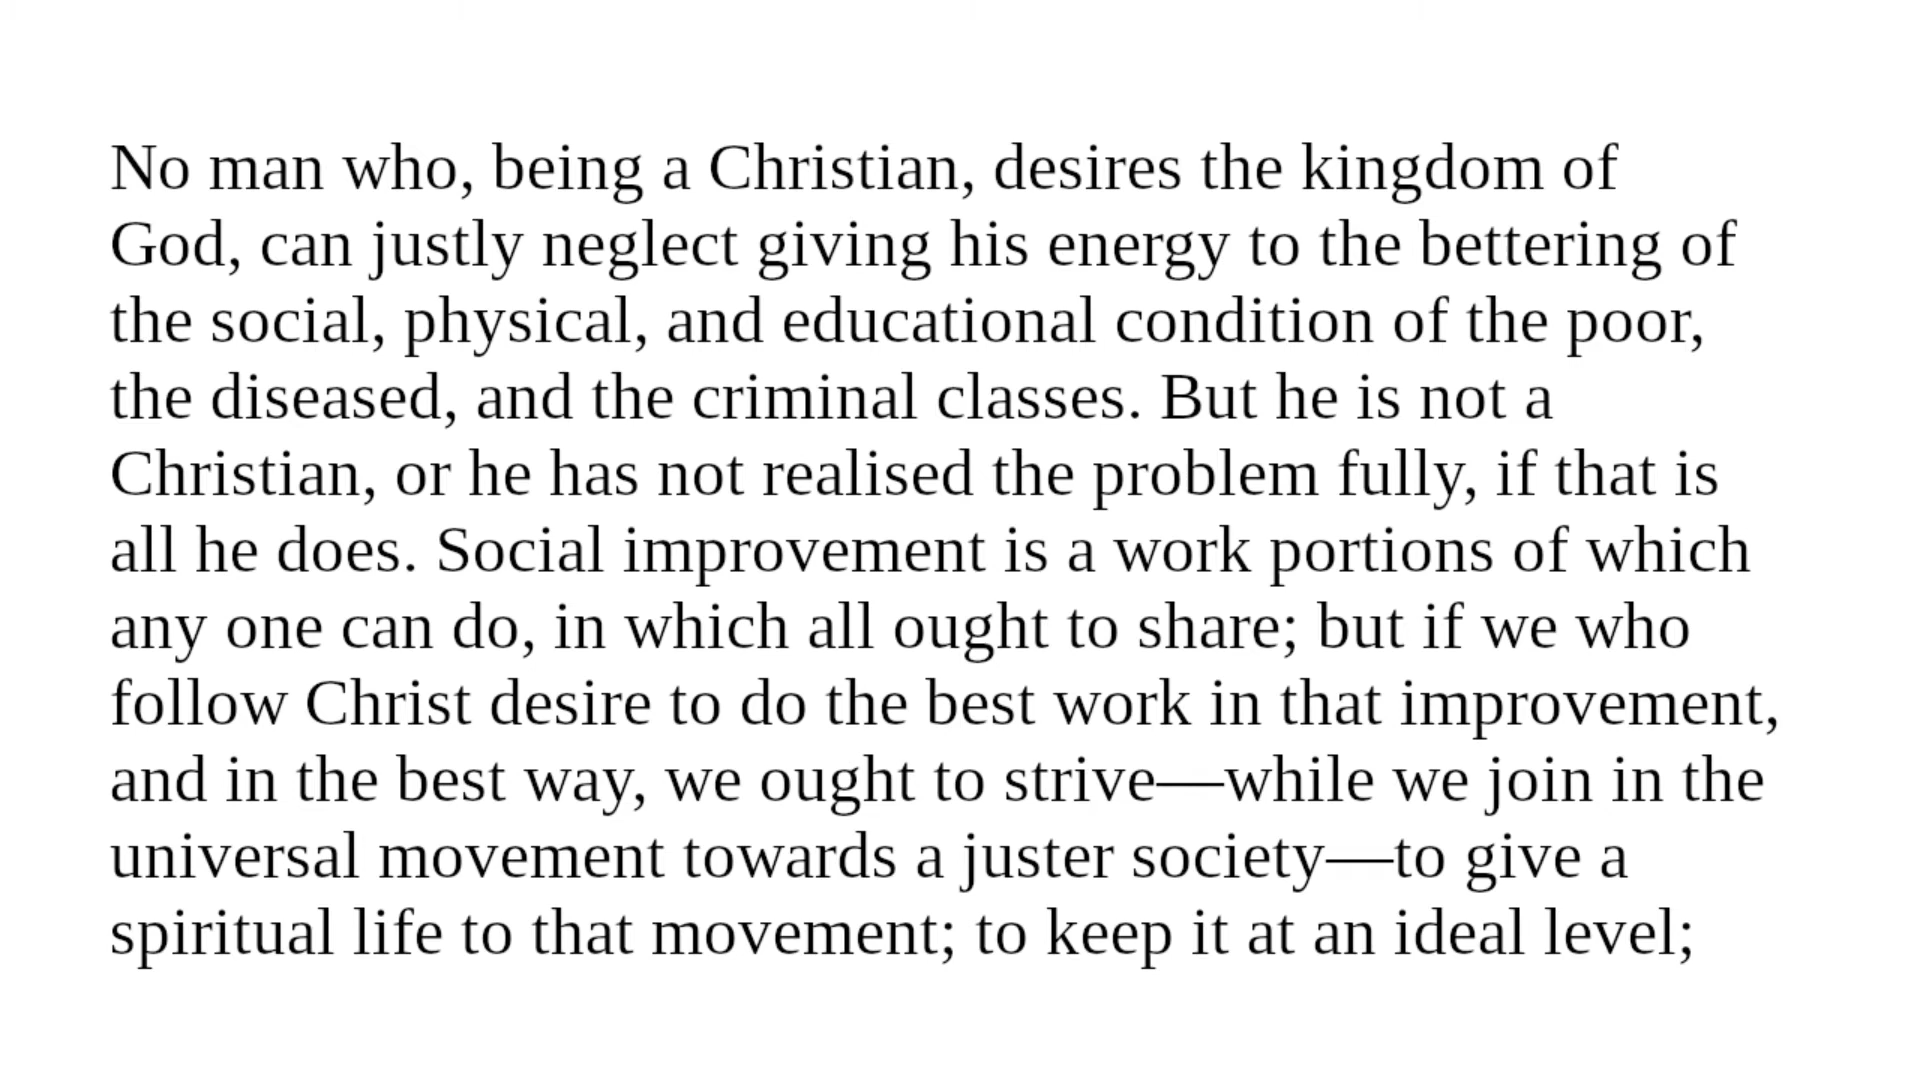 No man who, being a Christian, desires the kingdom of
God, can justly neglect giving his energy to the bettering of
the social, physical, and educational condition of the poor,
the diseased, and the criminal classes. But he is not a
Christian, or he has not realised the problem fully, if that is
all he does. Social improvement is a work portions of which
any one can do, in which all ought to share; but if we who
follow Christ desire to do the best work in that improvement,
and in the best way, we ought to strive—while we join in the
universal movement towards a juster society—to give a
spiritual life to that movement; to keep it at an ideal level;